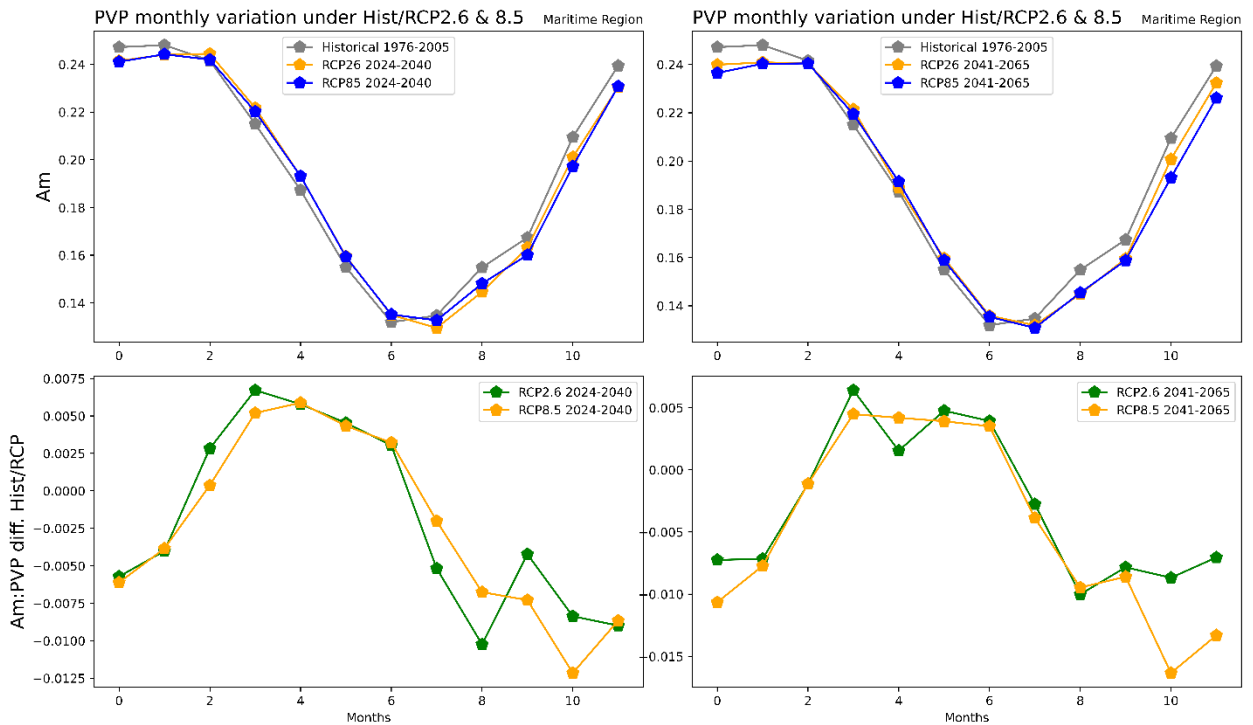 PVP monthly variation under Hist/RCP2.6 & 8.5 Maritime Region
Historical 1976-2005
RCP26 2024-2040
RCP85 2024-2040
Am
0.24
0.22
0.20
0.18
0.16
0.14
0 2 4 6 8 10
PVP monthly variation under Hist/RCP2.6 & 8.5 Maritime Region
Historical 1976-2005
RCP26 2041-2065
RCP85 2041-2065
0.24
0.22
0.20
0.18
0.16
0.14
0 2 4 6 8 10
RCP2.6 2024-2040
RCP8.5 2024-2040
Am:PVP diff. Hist/RCP
0.0075
0.0050
0.0025
0.0000
−0.0025
−0.0050
−0.0075
−0.0100
−0.0125
0 2 4 6 8 10
Months
RCP2.6 2041-2065
RCP8.5 2041-2065
0.005
0.000
−0.005
−0.010
−0.015
0 2 4 6 8 10
Months